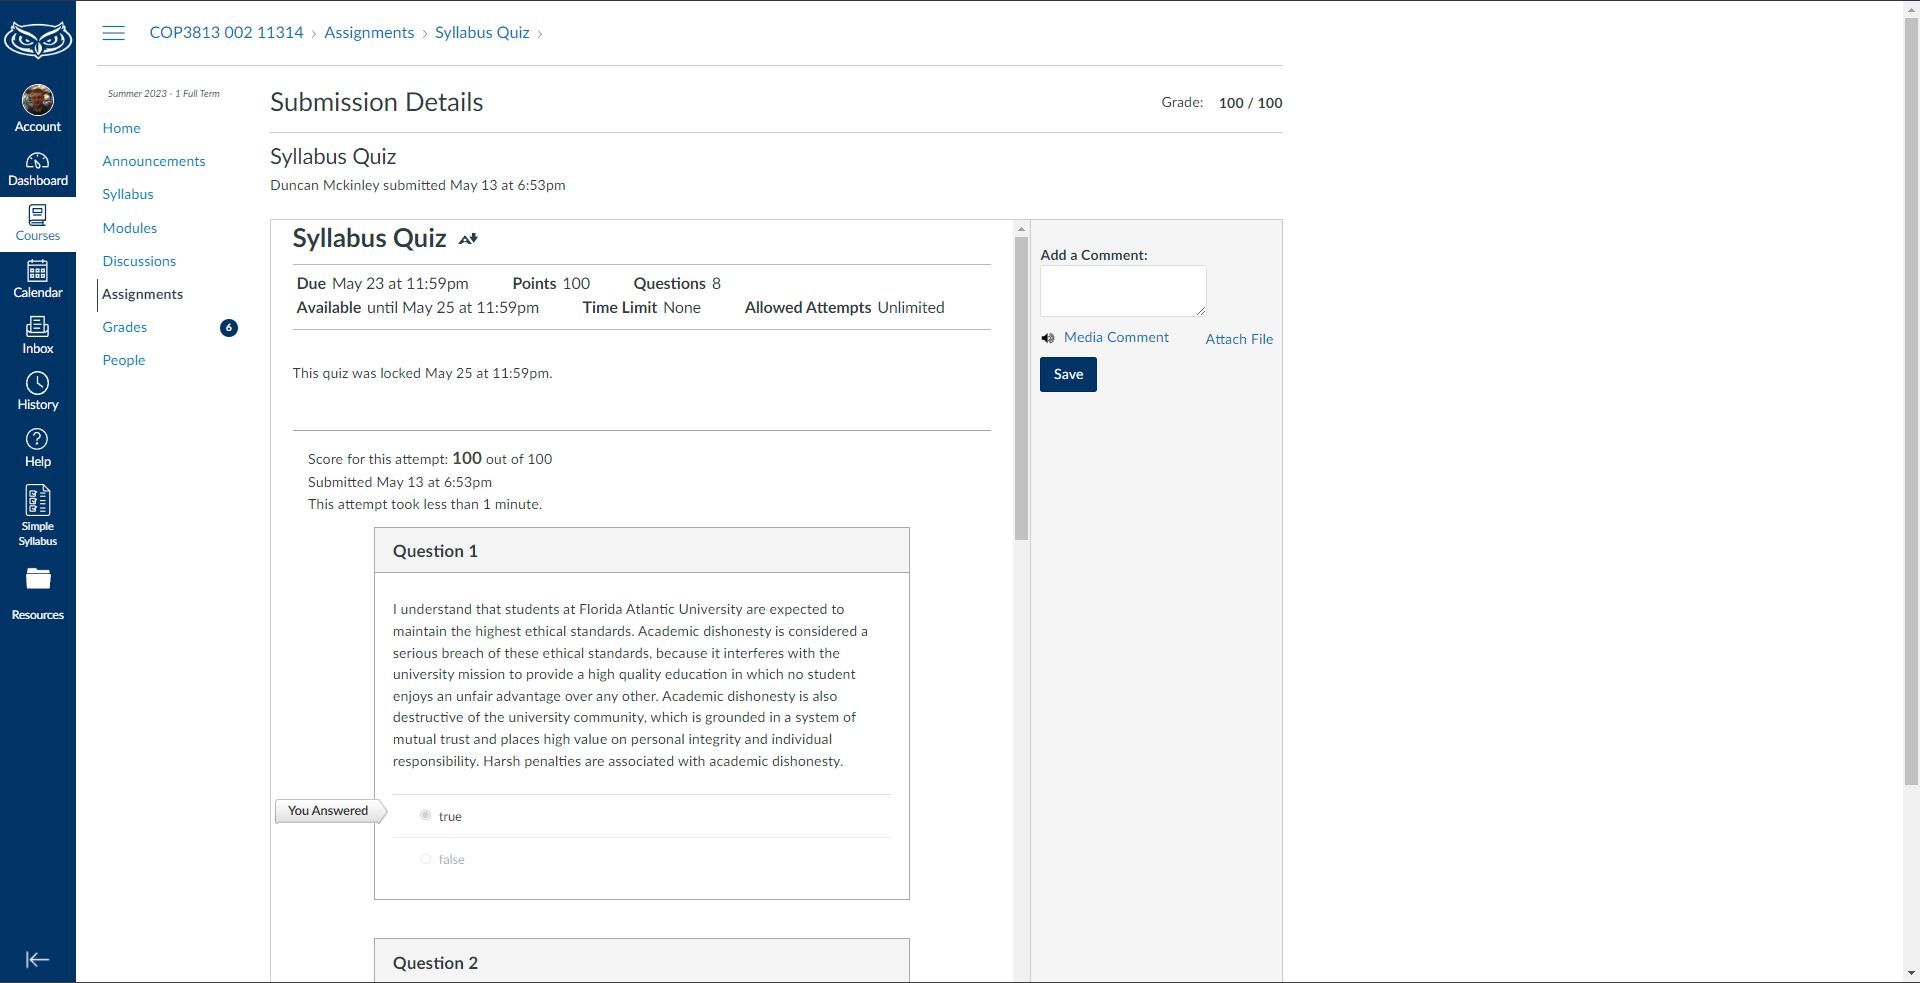 COP3813 002 11314 › Assignments › Syllabus Quiz ›
Account
Dashboard
Courses
Calendar
Inbox
History
Help
Simple
Syllabus
Resources
Summer 2023 - 1 Full Term
Home
Announcements
Syllabus
Modules
Discussions
Assignments
Grades 6
People
Submission Details
Grade: 100 / 100
Syllabus Quiz
Duncan Mckinley submitted May 13 at 6:53pm
Syllabus Quiz
Due May 23 at 11:59pm Points 100 Questions 8
Available until May 25 at 11:59pm Time Limit None Allowed Attempts Unlimited
This quiz was locked May 25 at 11:59pm.
Score for this attempt: 100 out of 100
Submitted May 13 at 6:53pm
This attempt took less than 1 minute.
Question 1
I understand that students at Florida Atlantic University are expected to
maintain the highest ethical standards. Academic dishonesty is considered a
serious breach of these ethical standards, because it interferes with the
university mission to provide a high quality education in which no student
enjoys an unfair advantage over any other. Academic dishonesty is also
destructive of the university community, which is grounded in a system of
mutual trust and places high value on personal integrity and individual
responsibility. Harsh penalties are associated with academic dishonesty.
You Answered
true
false
Question 2
Add a Comment:
Media Comment
Attach File
Save